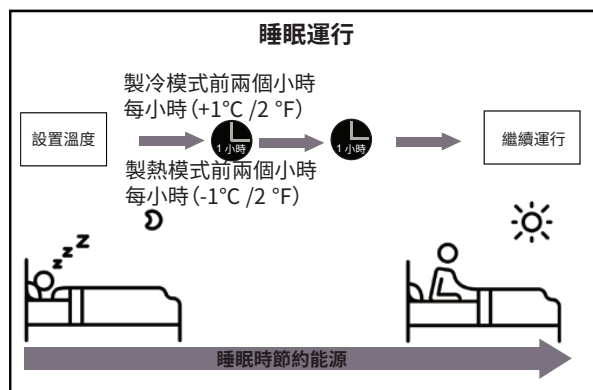 睡眠運行
製冷模式前兩個小時
每小時(+1°C /2 °F)
設置溫度
1 小時
1 小時
繼續運行
製熱模式前兩個小時
每小時(-1°C /2 °F)
z z Z
睡眠時節約能源